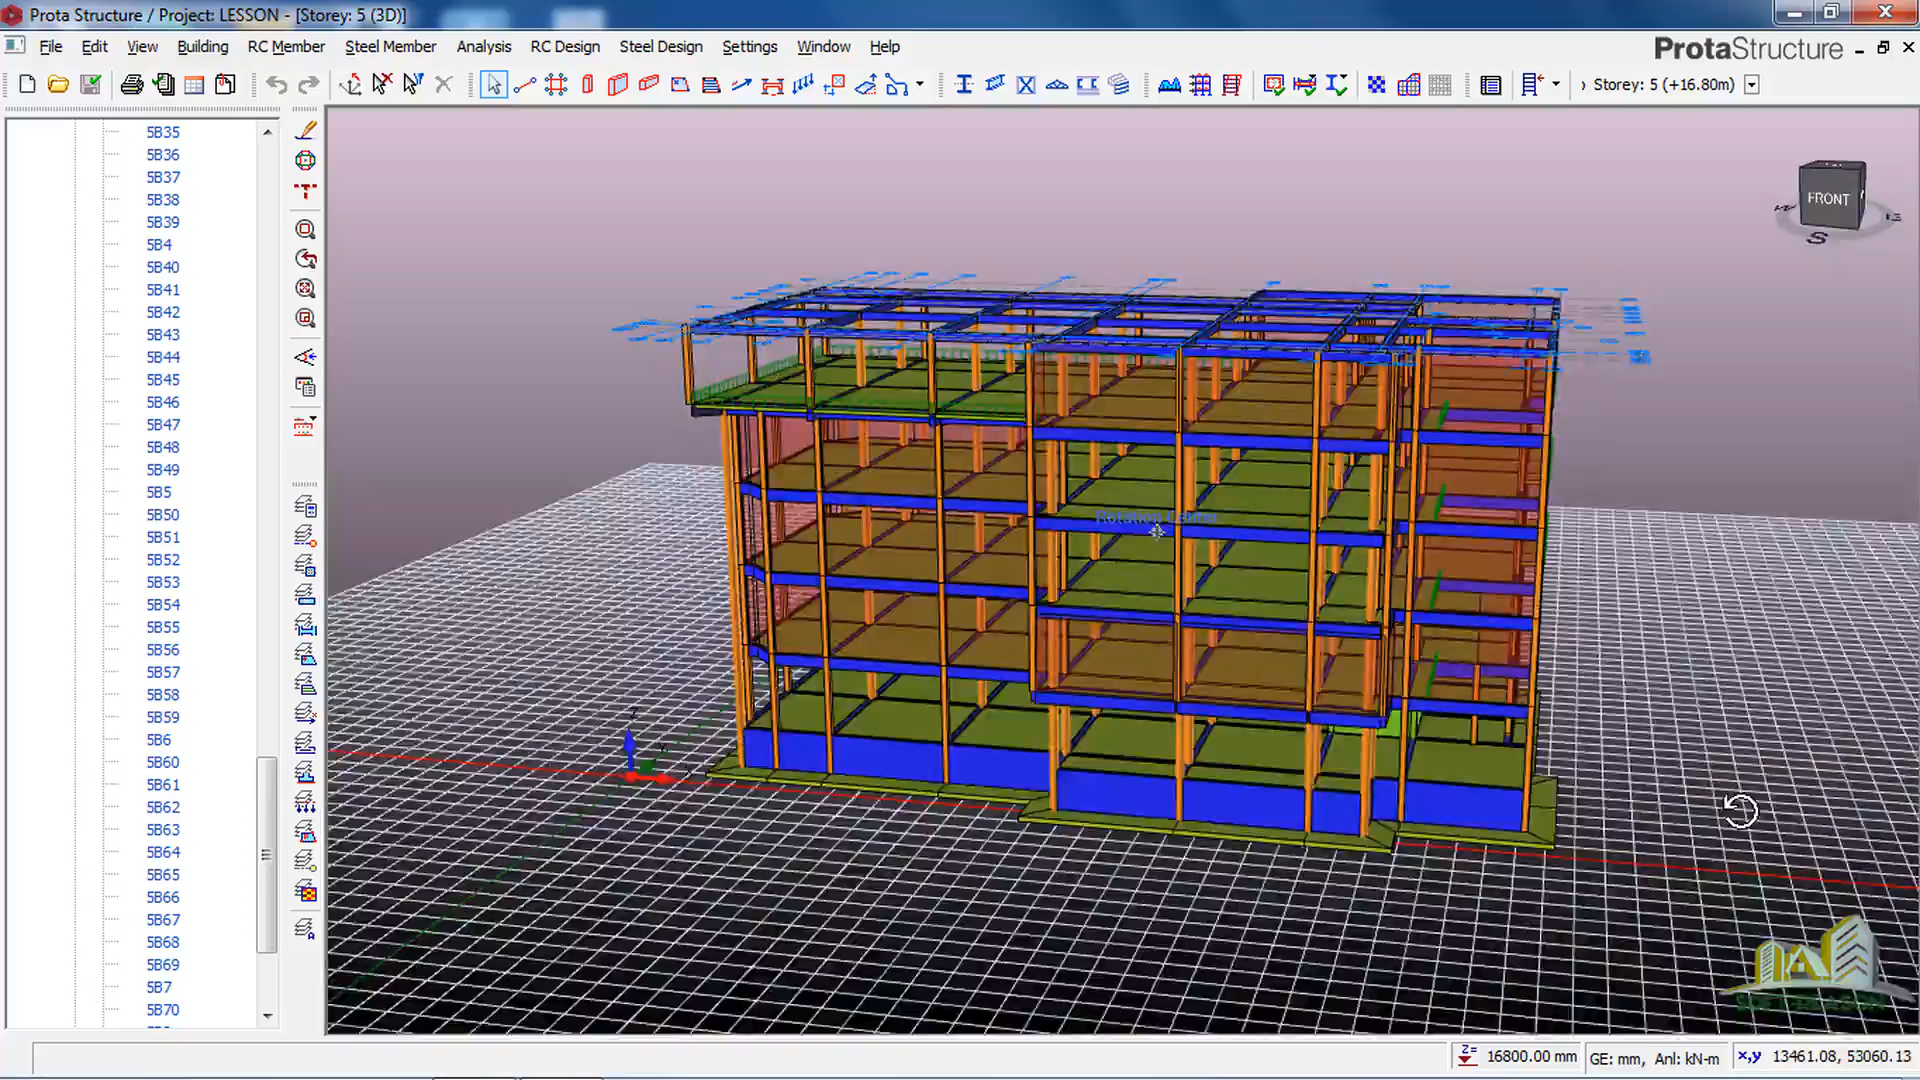 Prota Structure / Project: LESSON - [Storey: 5 (3D)]
File Edit View Building RC Member Steel Member Analysis RC Design Steel Design Settings Window Help
ProtaStructure
Storey: 5 (+16.80m)
5B35
5B36
5B37
5B38
5B39
5B4
5B40
5B41
5B42
5B43
5B44
5B45
5B46
5B47
5B48
5B49
5B5
5B50
5B51
5B52
5B53
5B54
5B55
5B56
5B57
5B58
5B59
5B6
5B60
5B61
5B62
5B63
5B64
5B65
5B66
5B67
5B68
5B69
5B7
5B70
FRONT
S
Rotation Center
Z
Z= 16800.00 mm
GE: mm, Anl: kN-m
x,y 13461.08, 53060.13